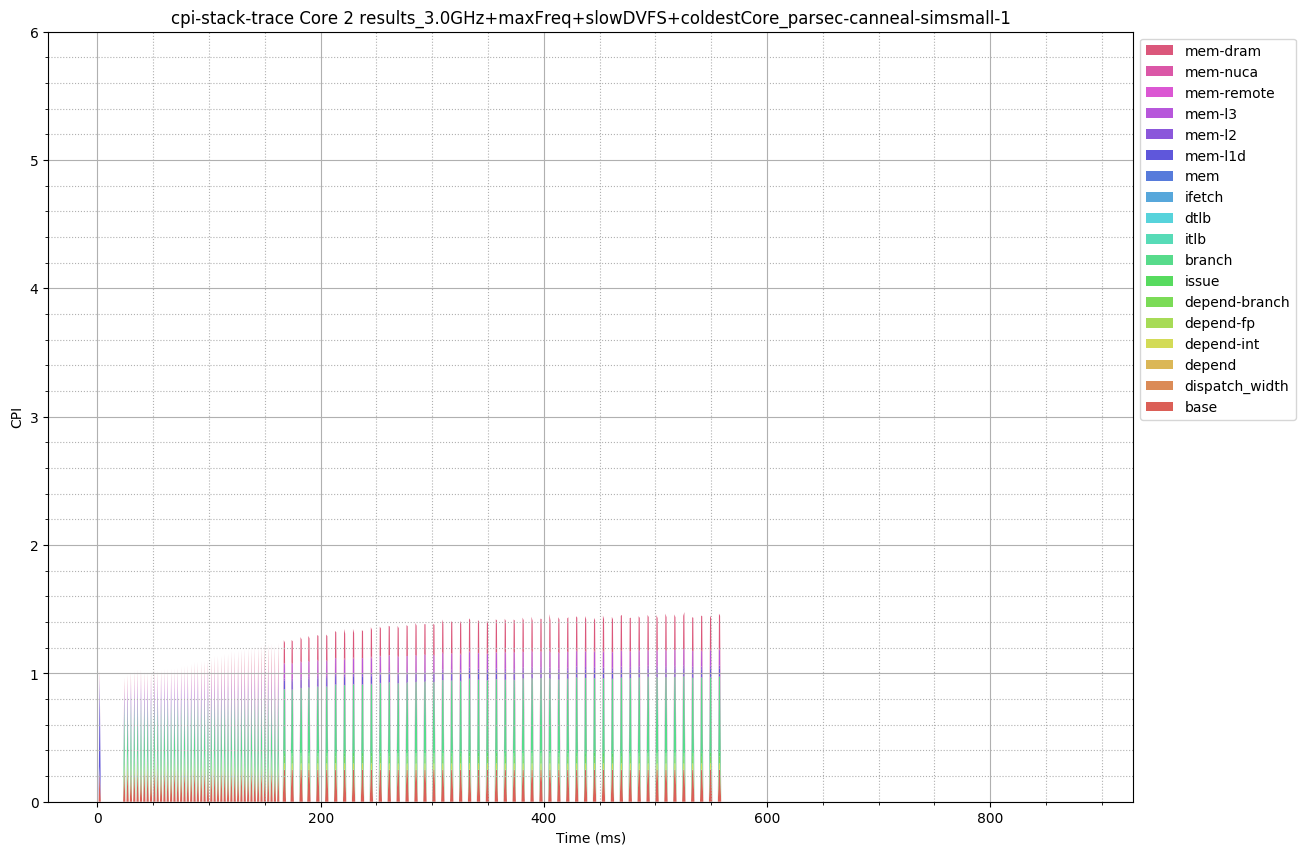 cpi-stack-trace Core 2 results_3.0GHz+maxFreq+slowDVFS+coldestCore_parsec-canneal-simsmall-1
6
5
4
3
2
1
0
CPI
0 200 400 600 800
Time (ms)
mem-dram
mem-nuca
mem-remote
mem-l3
mem-l2
mem-l1d
mem
ifetch
dtlb
itlb
branch
issue
depend-branch
depend-fp
depend-int
depend
dispatch_width
base